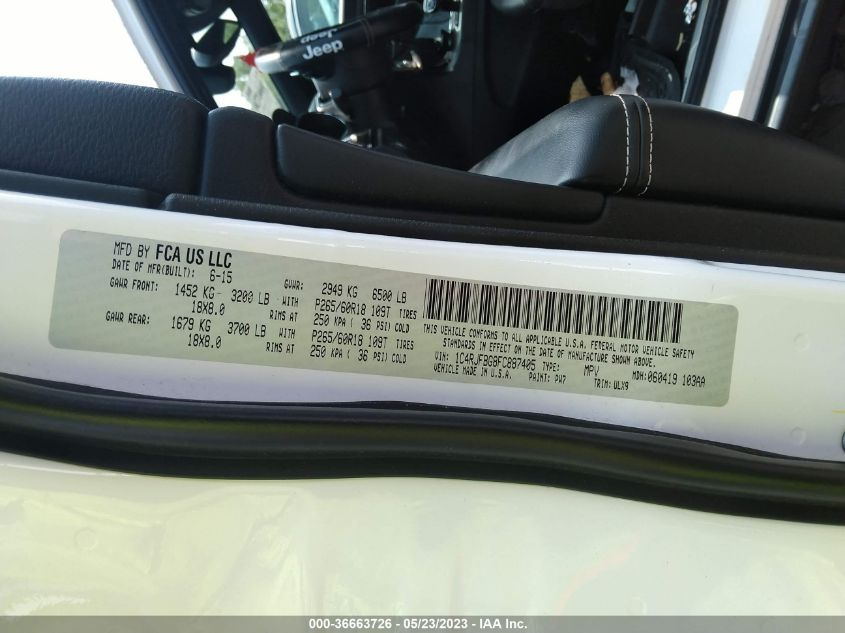 Jeep
Jeep
MFD BY FCA US LLC
DATE OF MFR(BUILT): 6-15 GVWR: 2949 KG 6500 LB
GAWR FRONT: 1452 KG - 3200 LB WITH P265/60R18 109T TIRES
18X8.0 RIMS AT 250 KPA ( 36 PSI) COLD
GAWR REAR: 1679 KG 3700 LB WITH P265/60R18 109T TIRES
18X8.0 RIMS AT 250 KPA ( 36 PSI) COLD
THIS VEHICLE CONFORMS TO ALL APPLICABLE U.S.A. FEDERAL MOTOR VEHICLE SAFETY
STANDARDS IN EFFECT ON THE DATE OF MANUFACTURE SHOWN ABOVE.
VIN: 1C4RJFBG8FC897405 TYPE: MPV MDH:060419 103AA
VEHICLE MADE IN U.S.A. PAINT: PW7 TRIM: ULX9
000-36663726 - 05/23/2023 - IAA Inc.